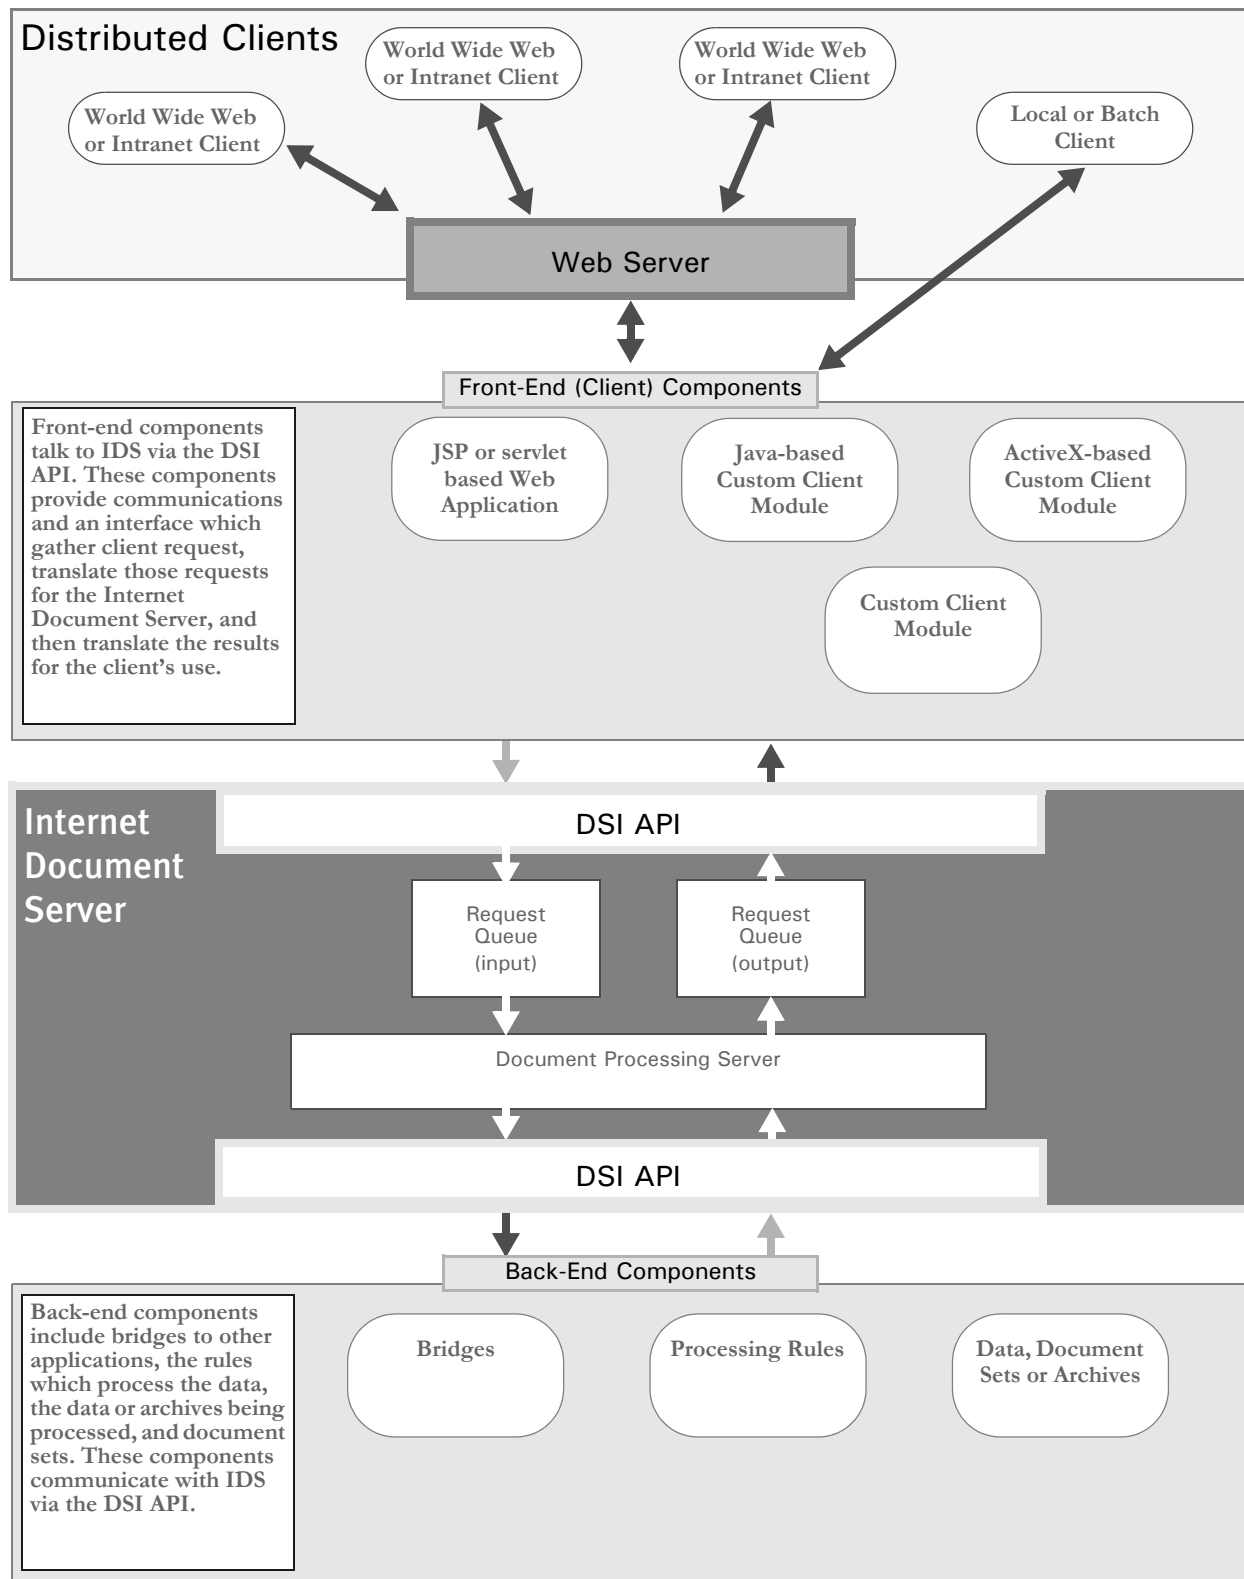 Distributed Clients
World Wide Web
or Intranet Client
World Wide Web
or Intranet Client
World Wide Web
or Intranet Client
Local or Batch
Client
Web Server
Front-End (Client) Components
Front-end components
talk to IDS via the DSI
API. These components
provide communications
and an interface which
gather client request,
translate those requests
for the Internet
Document Server, and
then translate the results
for the client’s use.
JSP or servlet
based Web
Application
Java-based
Custom Client
Module
ActiveX-based
Custom Client
Module
Custom Client
Module
Internet
Document
Server
DSI API
Request
Queue
(input)
Request
Queue
(output)
Document Processing Server
DSI API
Back-End Components
Back-end components
include bridges to other
applications, the rules
which process the data,
the data or archives being
processed, and document
sets. These components
communicate with IDS
via the DSI API.
Bridges
Processing Rules
Data, Document
Sets or Archives